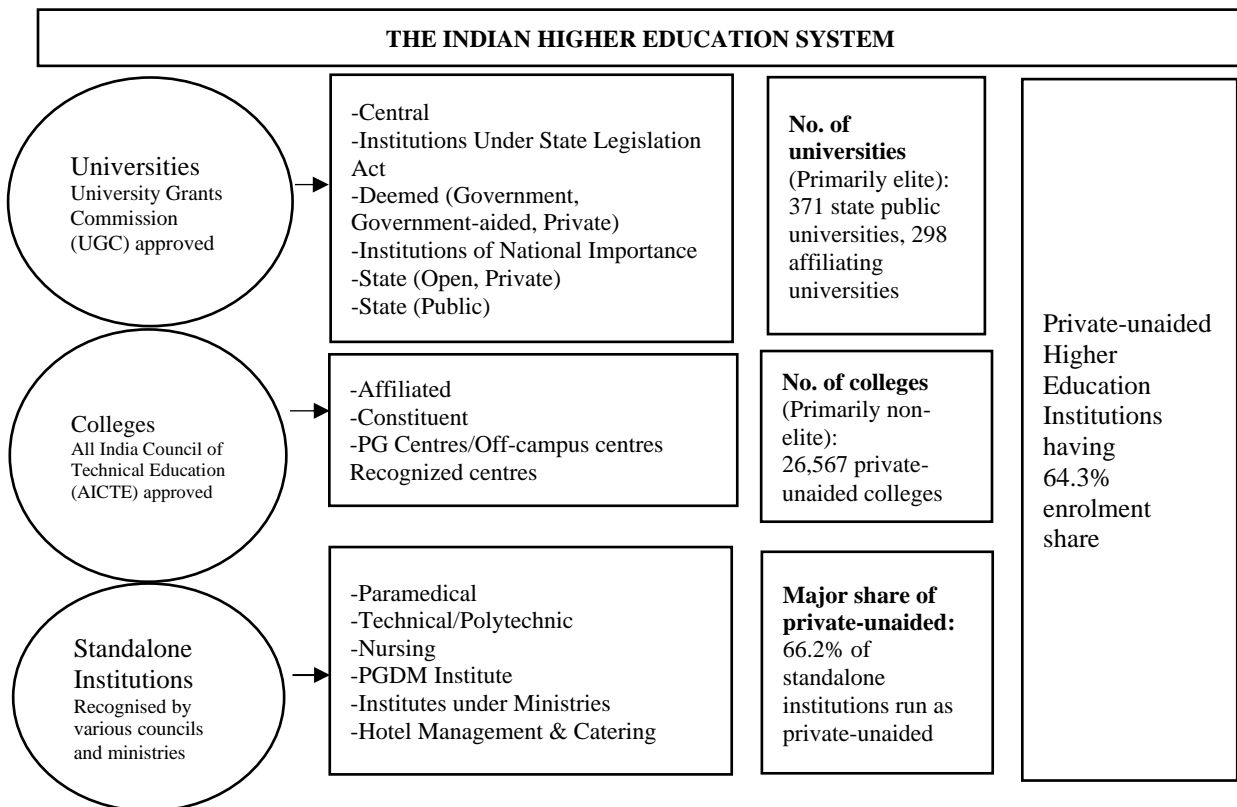 THE INDIAN HIGHER EDUCATION SYSTEM
Universities
University Grants
Commission
(UGC) approved
-Central
-Institutions Under State Legislation
Act
-Deemed (Government,
Government-aided, Private)
-Institutions of National Importance
-State (Open, Private)
-State (Public)
No. of
universities
(Primarily elite):
371 state public
universities, 298
affiliating
universities
Colleges
All India Council of
Technical Education
(AICTE) approved
-Affiliated
-Constituent
-PG Centres/Off-campus centres
Recognized centres
No. of colleges
(Primarily non-
elite):
26,567 private-
unaided colleges
Standalone
Institutions
Recognised by
various councils
and ministries
-Paramedical
-Technical/Polytechnic
-Nursing
-PGDM Institute
-Institutes under Ministries
-Hotel Management & Catering
Major share of
private-unaided:
66.2% of
standalone
institutions run as
private-unaided
Private-unaided
Higher
Education
Institutions
having
64.3%
enrolment
share